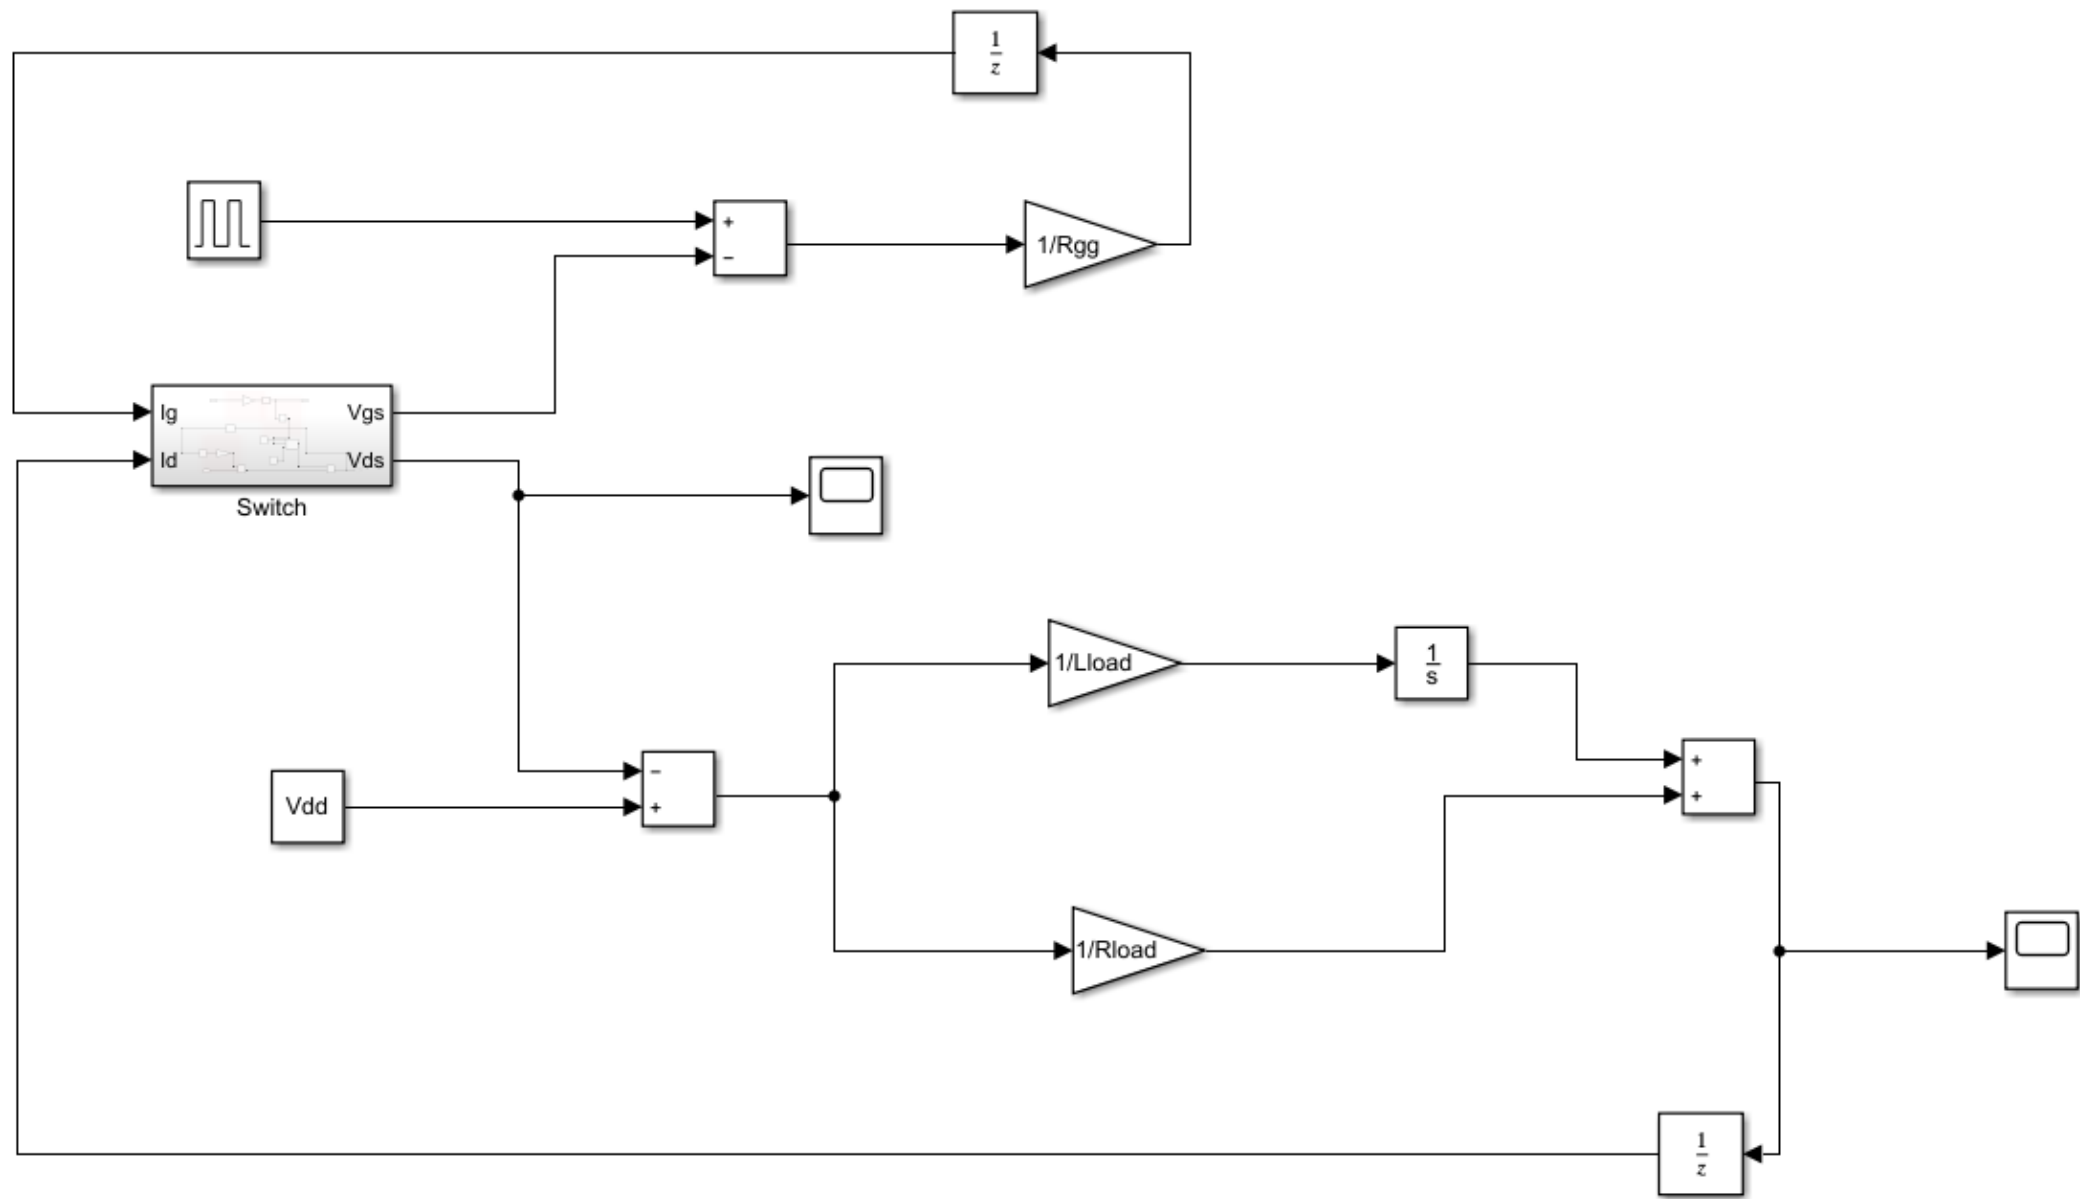 1
z
+
−
1/Rgg
Ig
Vgs
Id
Vds
Switch
1/Lload
1
s
−
+
Vdd
+
+
1/Rload
1
z